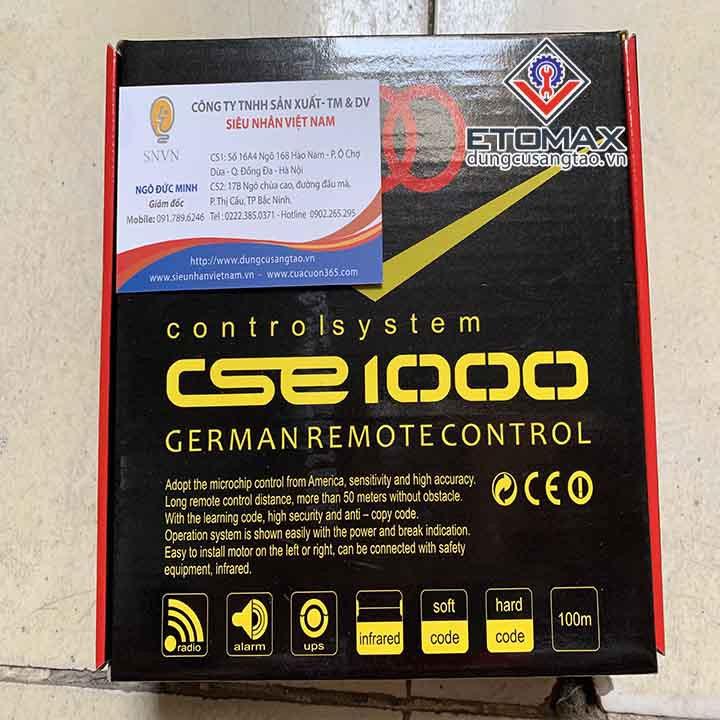 CÔNG TY TNHH SẢN XUẤT- TM & DV
SIÊU NHÂN VIỆT NAM
SNVN
NGÔ ĐỨC MINH
Giám đốc
Mobile: 091.789.6246
CS1: Số 16A4 Ngõ 168 Hào Nam - P. Ô Chợ
Dừa - Q. Đống Đa - Hà Nội
CS2: 17B Ngõ chùa cao, đường đấu mã,
P. Thị Cầu, TP Bắc Ninh.
Tel : 0222.385.0371 - Hotline 0902.265.295
http://www.dungcusangtao.vn
www.sieunhanvietnam.vn - www.cuacuon365.com
ETOMAX
dungcusangtao.vn
controlsystem
CSE1000
GERMAN REMOTE CONTROL
Adopt the microchip control from America, sensitivity and high accuracy.
Long remote control distance, more than 50 meters without obstacle.
With the learning code, high security and anti – copy code.
Operation system is shown easily with the power and break indication.
Easy to install motor on the left or right, can be connected with safety
equipment, infrared.
CE
radio
alarm
ups
infrared
soft
code
hard
code
100m